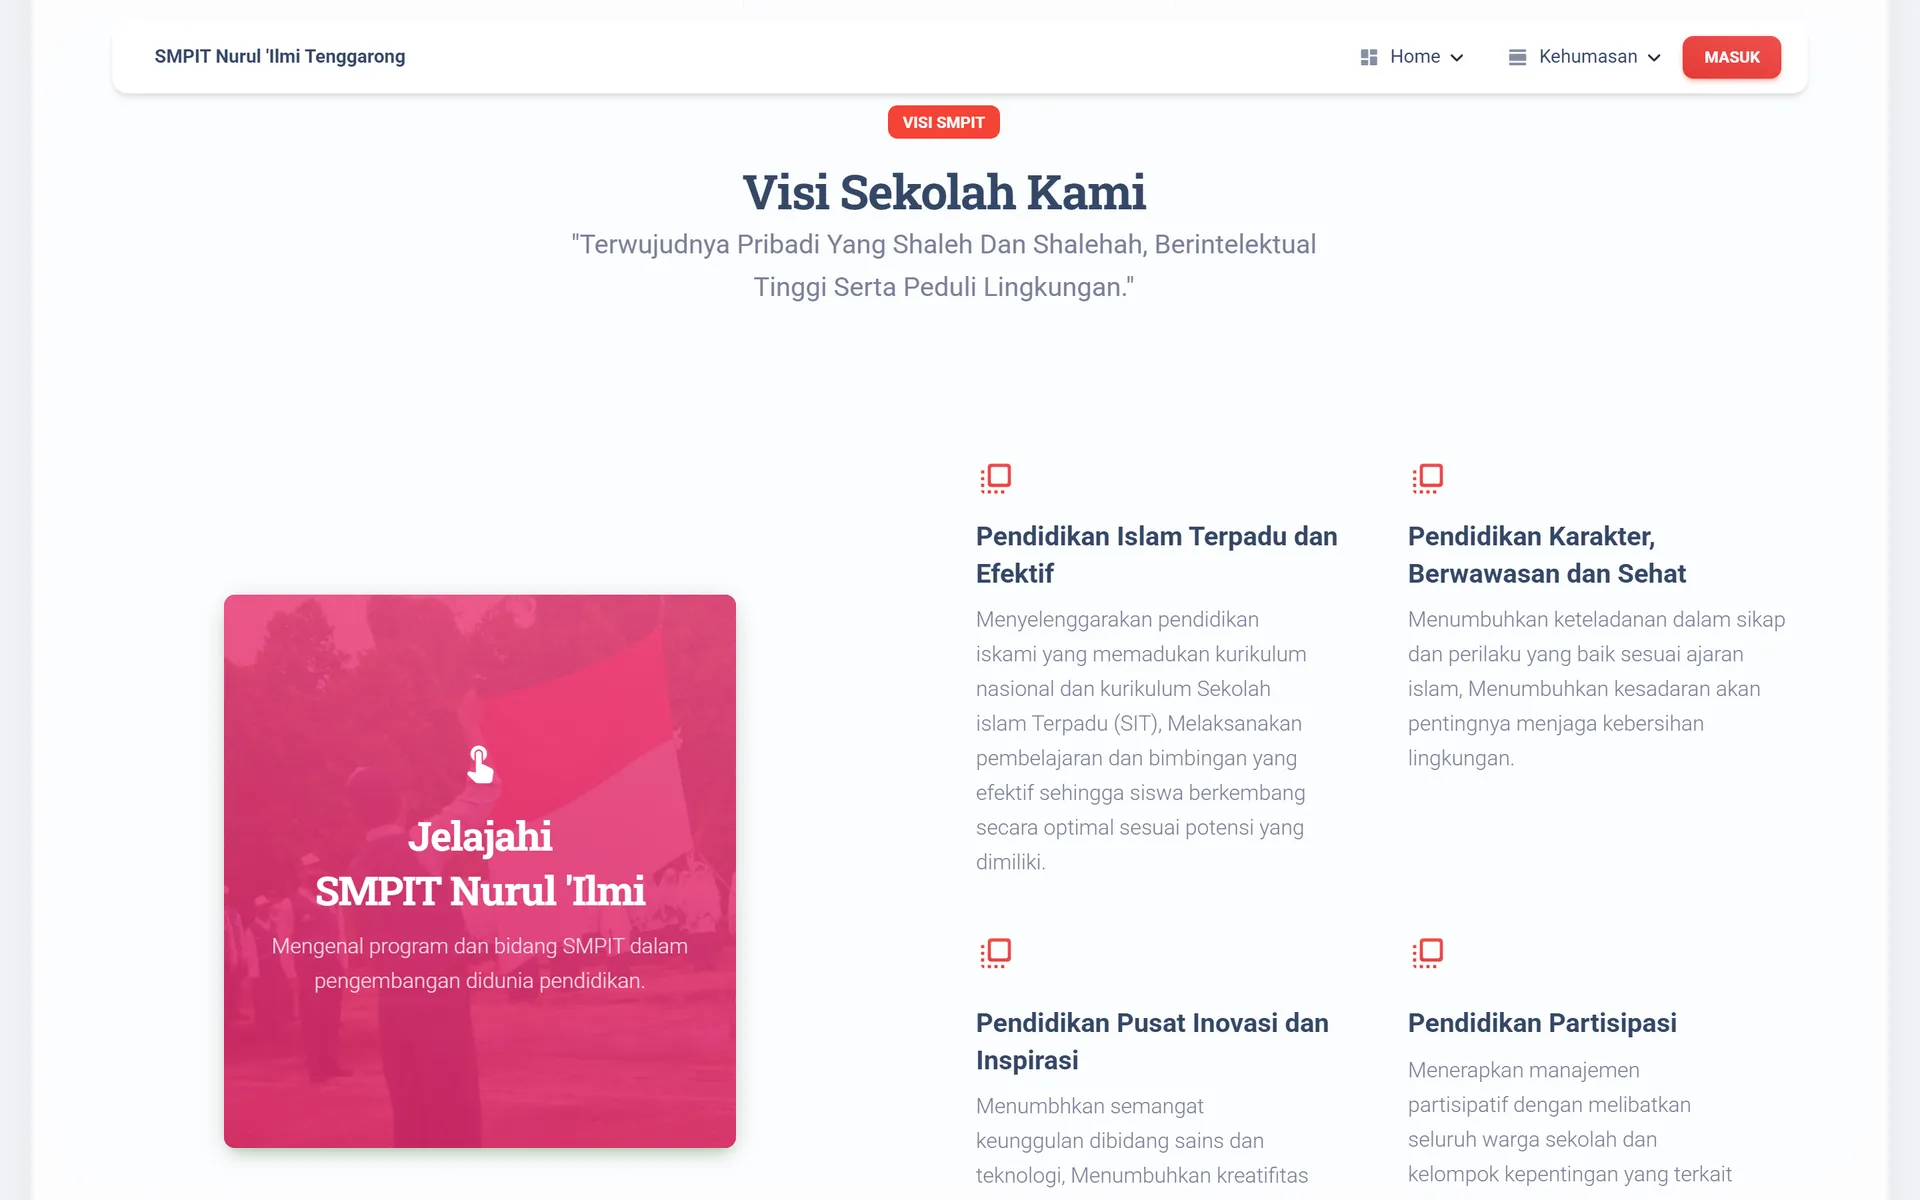 SMPIT Nurul 'Ilmi Tenggarong
Home
Kehumasan
MASUK
VISI SMPIT
Visi Sekolah Kami
"Terwujudnya Pribadi Yang Shaleh Dan Shalehah, Berintelektual
Tinggi Serta Peduli Lingkungan."
Jelajahi
SMPIT Nurul 'Ilmi
Mengenal program dan bidang SMPIT dalam
pengembangan didunia pendidikan.
Pendidikan Islam Terpadu dan
Efektif
Menyelenggarakan pendidikan
iskami yang memadukan kurikulum
nasional dan kurikulum Sekolah
islam Terpadu (SIT), Melaksanakan
pembelajaran dan bimbingan yang
efektif sehingga siswa berkembang
secara optimal sesuai potensi yang
dimiliki.
Pendidikan Karakter,
Berwawasan dan Sehat
Menumbuhkan keteladanan dalam sikap
dan perilaku yang baik sesuai ajaran
islam, Menumbuhkan kesadaran akan
pentingnya menjaga kebersihan
lingkungan.
Pendidikan Pusat Inovasi dan
Inspirasi
Menumbhkan semangat
keunggulan dibidang sains dan
teknologi, Menumbuhkan kreatifitas
Pendidikan Partisipasi
Menerapkan manajemen
partisipatif dengan melibatkan
seluruh warga sekolah dan
kelompok kepentingan yang terkait